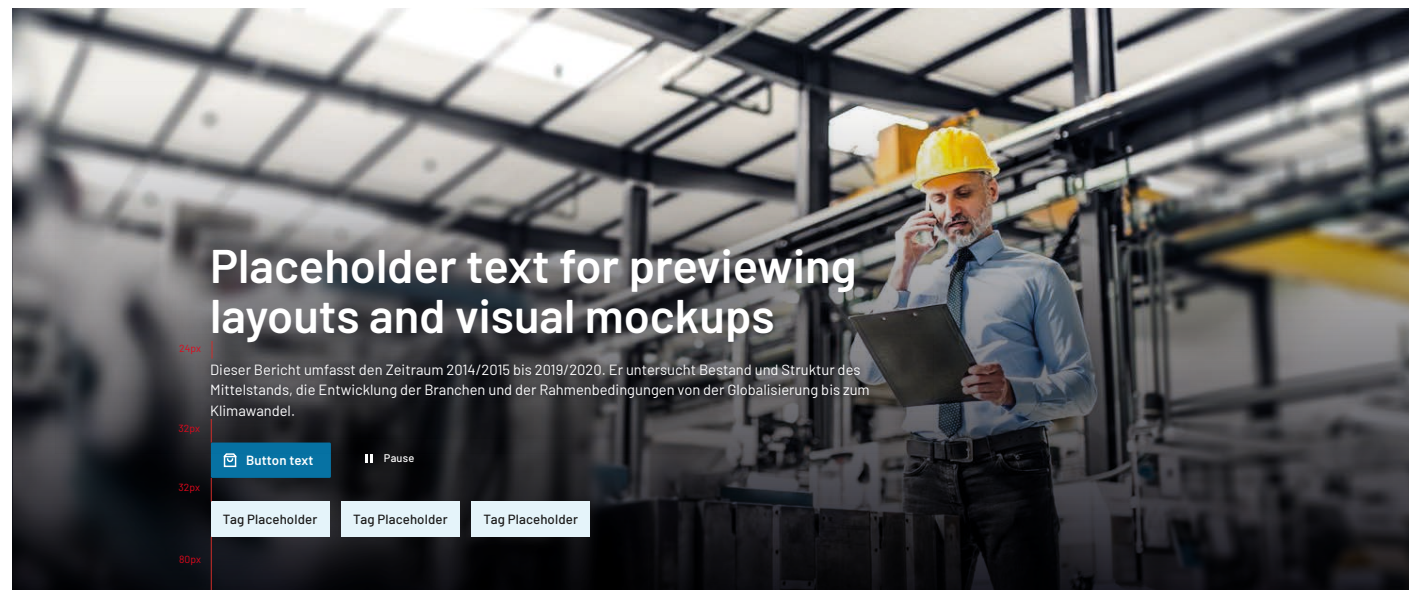 Placeholder text for previewing
layouts and visual mockups
24px
Dieser Bericht umfasst den Zeitraum 2014/2015 bis 2019/2020. Er untersucht Bestand und Struktur des
Mittelstands, die Entwicklung der Branchen und der Rahmenbedingungen von der Globalisierung bis zum
Klimawandel.
32px
Button text Pause
32px
Tag Placeholder Tag Placeholder Tag Placeholder
80px